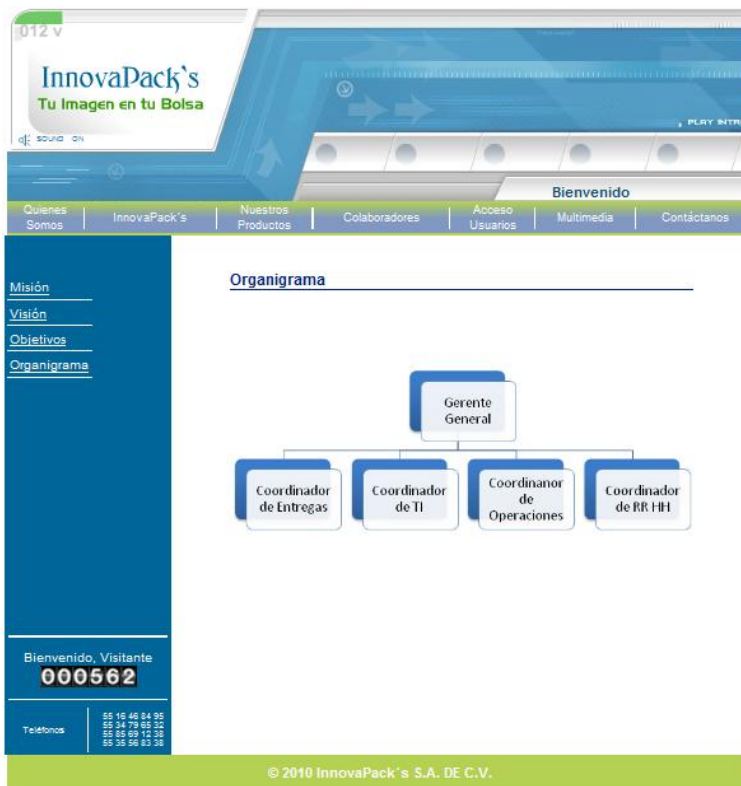 012 v
InnovaPack's
Tu Imagen en tu Bolsa
SOUND ON
, PLAY INTR
Bienvenido
Quienes
Somos
InnovaPack´s
Nuestros
Productos
Colaboradores
Acceso
Usuarios
Multimedia
Contáctanos
Misión
Visión
Objetivos
Organigrama
Organigrama
Gerente
General
Coordinador
de Entregas
Coordinador
de TI
Coordinanor
de
Operaciones
Coordinador
de RR HH
Bienvenido, Visitante
000562
Teléfonos
55 16 46 84 95
55 34 79 65 32
55 85 69 12 38
55 35 56 83 38
© 2010 InnovaPack´s S.A. DE C.V.